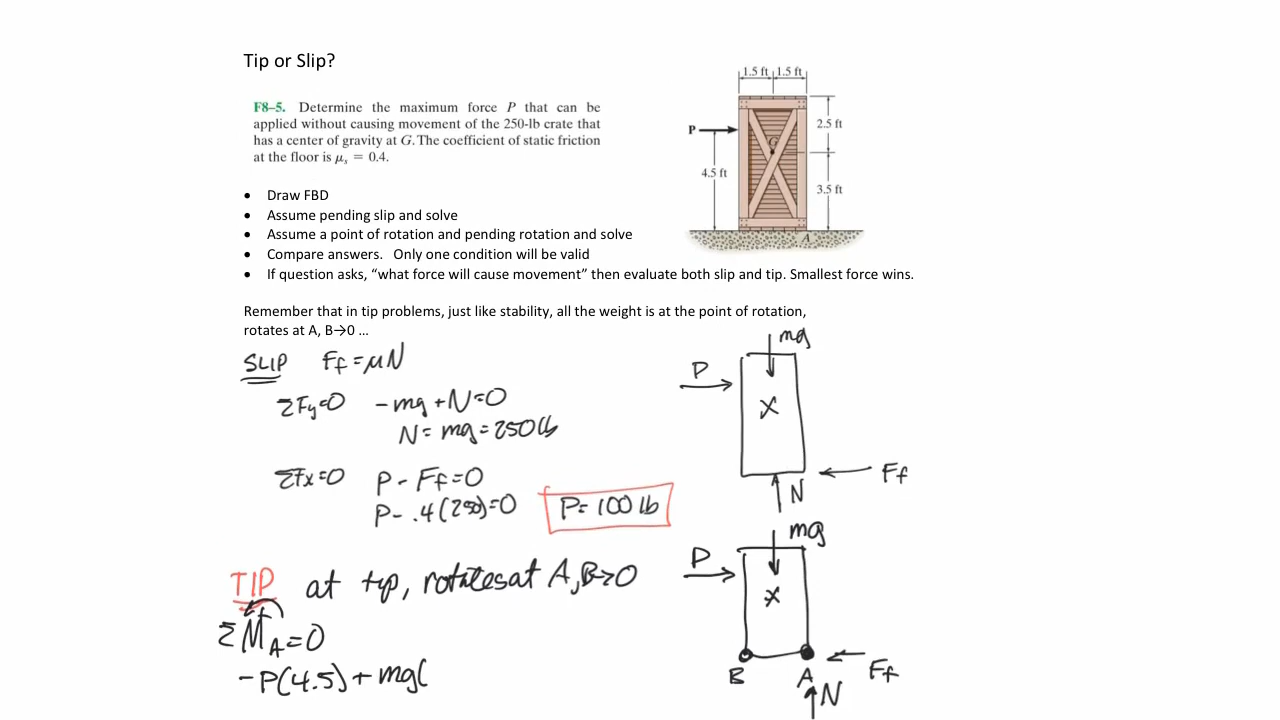 Tip or Slip?
F8–5. Determine the maximum force P that can be
applied without causing movement of the 250-lb crate that
has a center of gravity at G. The coefficient of static friction
at the floor is μs = 0.4.
1.5 ft 1.5 ft
P
2.5 ft
G
4.5 ft
3.5 ft
A
• Draw FBD
• Assume pending slip and solve
• Assume a point of rotation and pending rotation and solve
• Compare answers. Only one condition will be valid
• If question asks, “what force will cause movement” then evaluate both slip and tip. Smallest force wins.
Remember that in tip problems, just like stability, all the weight is at the point of rotation,
rotates at A, B→0 …
SLIP Ff = μN
ΣFy=0 -mg + N = 0
N = mg = 250 lb
ΣFx=0 P - Ff = 0
P - .4(250) = 0 P = 100 lb
mg
P
X
Ff
N
TIP at tip, rotates at A, B→0
ΣMA = 0
-P(4.5) + mg(
mg
P
X
B A Ff
N